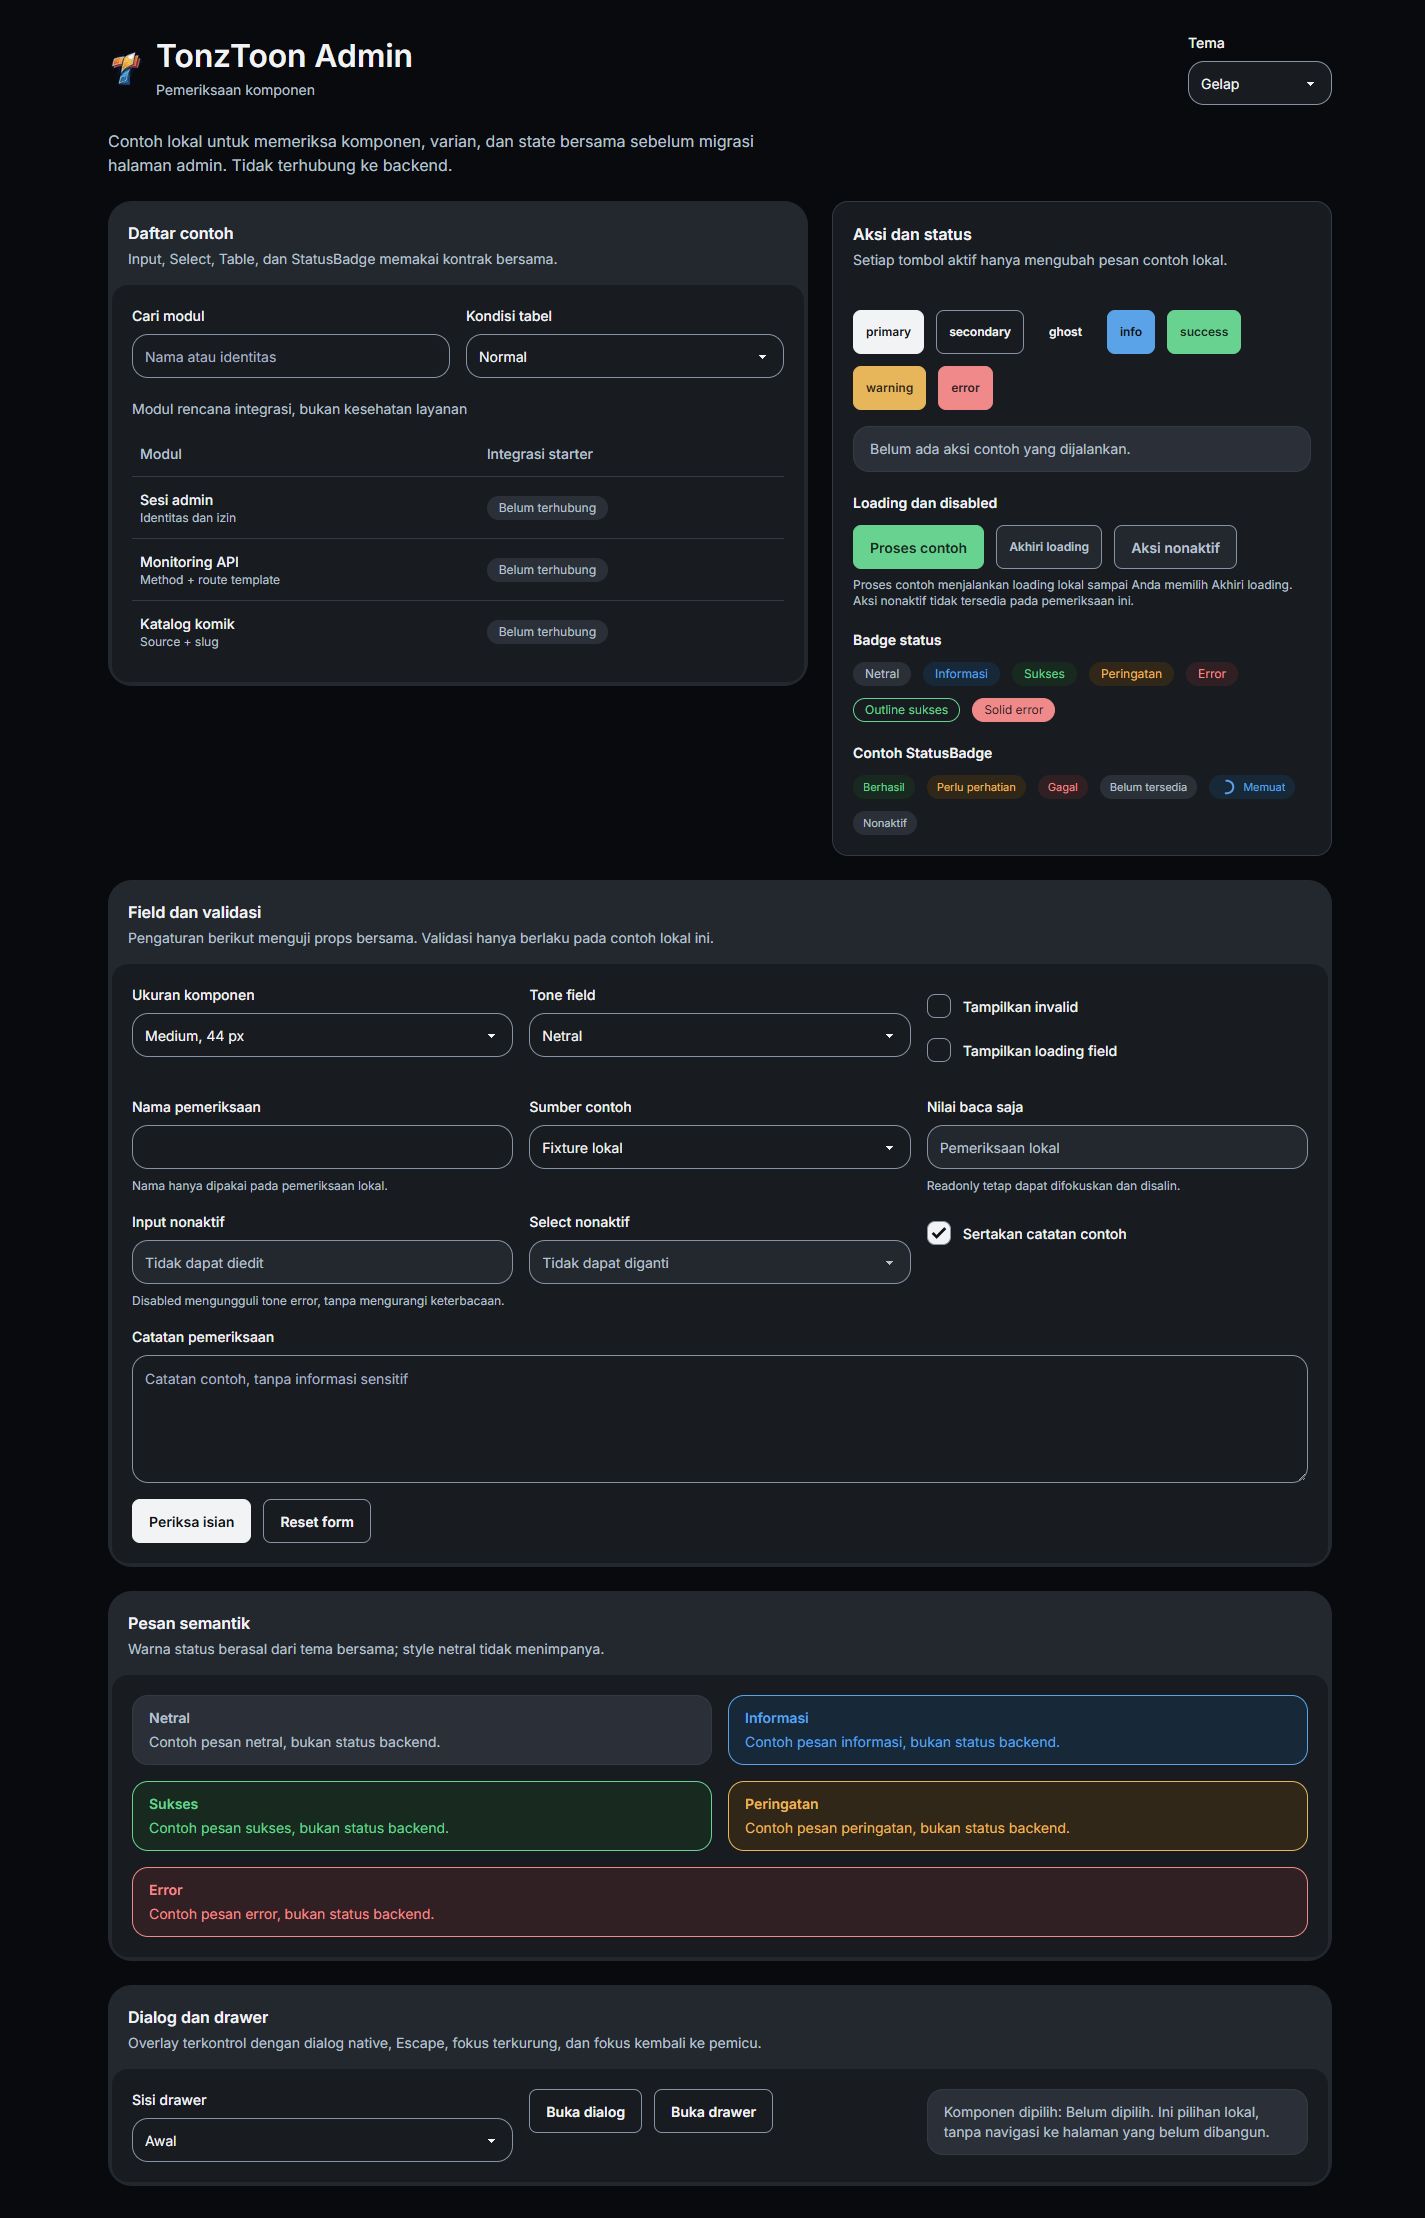 TonzToon Admin
Pemeriksaan komponen
Tema
Gelap
Contoh lokal untuk memeriksa komponen, varian, dan state bersama sebelum migrasi
halaman admin. Tidak terhubung ke backend.
Daftar contoh
Input, Select, Table, dan StatusBadge memakai kontrak bersama.
Cari modul
Kondisi tabel
Nama atau identitas
Normal
Modul rencana integrasi, bukan kesehatan layanan
Modul
Integrasi starter
Sesi admin
Identitas dan izin
Belum terhubung
Monitoring API
Method + route template
Belum terhubung
Katalog komik
Source + slug
Belum terhubung
Aksi dan status
Setiap tombol aktif hanya mengubah pesan contoh lokal.
primary
secondary
ghost
info
success
warning
error
Belum ada aksi contoh yang dijalankan.
Loading dan disabled
Proses contoh
Akhiri loading
Aksi nonaktif
Proses contoh menjalankan loading lokal sampai Anda memilih Akhiri loading.
Aksi nonaktif tidak tersedia pada pemeriksaan ini.
Badge status
Netral
Informasi
Sukses
Peringatan
Error
Outline sukses
Solid error
Contoh StatusBadge
Berhasil
Perlu perhatian
Gagal
Belum tersedia
Memuat
Nonaktif
Field dan validasi
Pengaturan berikut menguji props bersama. Validasi hanya berlaku pada contoh lokal ini.
Ukuran komponen
Tone field
Medium, 44 px
Netral
Tampilkan invalid
Tampilkan loading field
Nama pemeriksaan
Sumber contoh
Nilai baca saja
Fixture lokal
Pemeriksaan lokal
Nama hanya dipakai pada pemeriksaan lokal.
Readonly tetap dapat difokuskan dan disalin.
Input nonaktif
Select nonaktif
Tidak dapat diedit
Tidak dapat diganti
Sertakan catatan contoh
Disabled mengungguli tone error, tanpa mengurangi keterbacaan.
Catatan pemeriksaan
Catatan contoh, tanpa informasi sensitif
Periksa isian
Reset form
Pesan semantik
Warna status berasal dari tema bersama; style netral tidak menimpanya.
Netral
Contoh pesan netral, bukan status backend.
Informasi
Contoh pesan informasi, bukan status backend.
Sukses
Contoh pesan sukses, bukan status backend.
Peringatan
Contoh pesan peringatan, bukan status backend.
Error
Contoh pesan error, bukan status backend.
Dialog dan drawer
Overlay terkontrol dengan dialog native, Escape, fokus terkurung, dan fokus kembali ke pemicu.
Sisi drawer
Awal
Buka dialog
Buka drawer
Komponen dipilih: Belum dipilih. Ini pilihan lokal,
tanpa navigasi ke halaman yang belum dibangun.